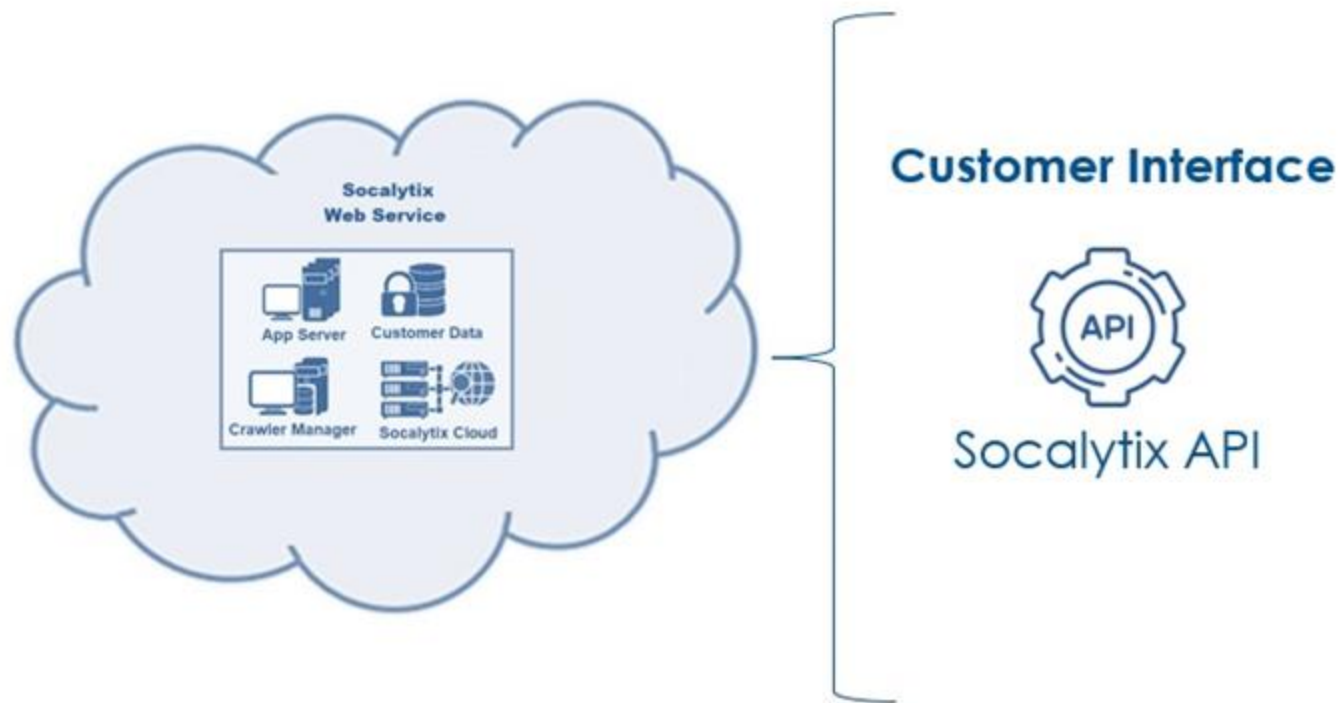 Socalytix
Web Service
App Server
Customer Data
Crawler Manager
Socalytix Cloud
Customer Interface
API
Socalytix API